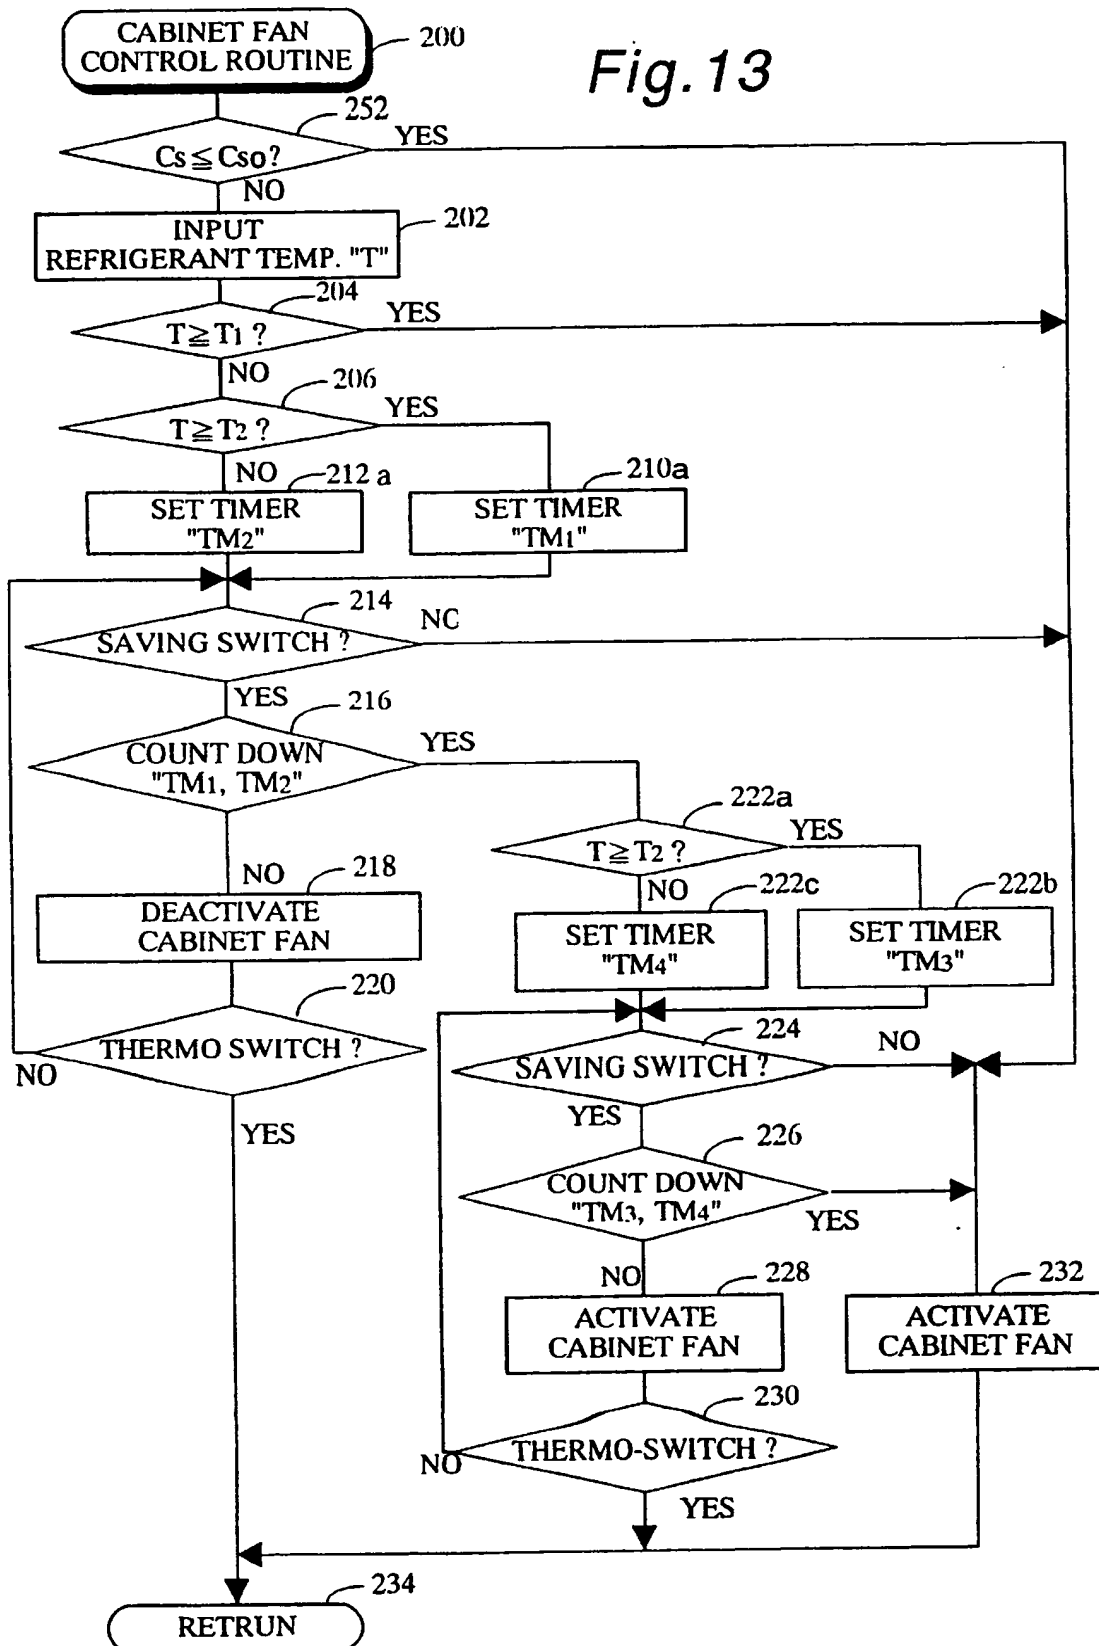 CABINET FAN
CONTROL ROUTINE
200
Fig. 13
252
Cs ≦ Cso?
YES
NO
202
INPUT
REFRIGERANT TEMP. "T"
204
T ≧ T1 ?
YES
NO
206
T ≧ T2 ?
YES
NO
212 a
210a
SET TIMER
"TM2"
SET TIMER
"TM1"
214
SAVING SWITCH ?
NC
YES
216
COUNT DOWN
"TM1, TM2"
YES
222a
T ≧ T2 ?
YES
NO
218
NO
222c
222b
DEACTIVATE
CABINET FAN
SET TIMER
"TM4"
SET TIMER
"TM3"
220
THERMO SWITCH ?
NO
YES
224
SAVING SWITCH ?
NO
YES
226
COUNT DOWN
"TM3, TM4"
YES
NO
228
232
ACTIVATE
CABINET FAN
ACTIVATE
CABINET FAN
230
THERMO-SWITCH ?
NO
YES
234
RETRUN